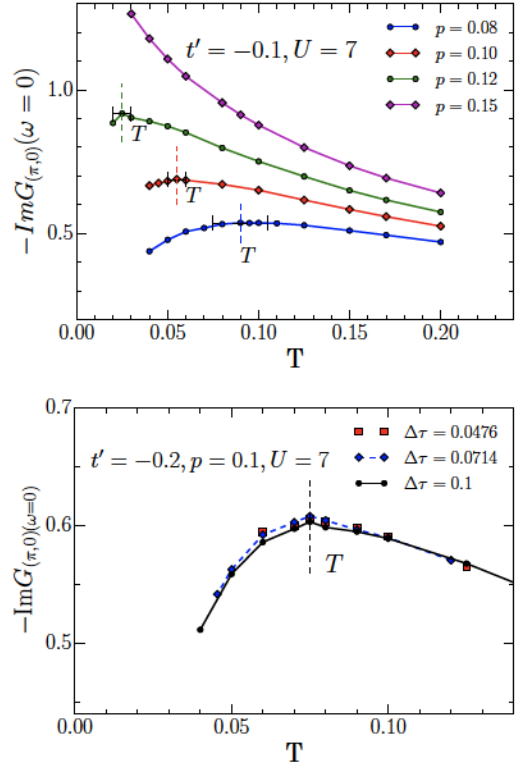 t′ = −0.1, U = 7
p = 0.08
p = 0.10
p = 0.12
p = 0.15
−ImG(π,0)(ω = 0)
1.0
0.7
0.5
T
T
T
0.00 0.05 0.10 0.15 0.20
T
0.7
0.6
0.5
t′ = −0.2, p = 0.1, U = 7
Δτ = 0.0476
Δτ = 0.0714
Δτ = 0.1
−ImG(π,0)(ω=0)
T
0.00 0.05 0.10
T